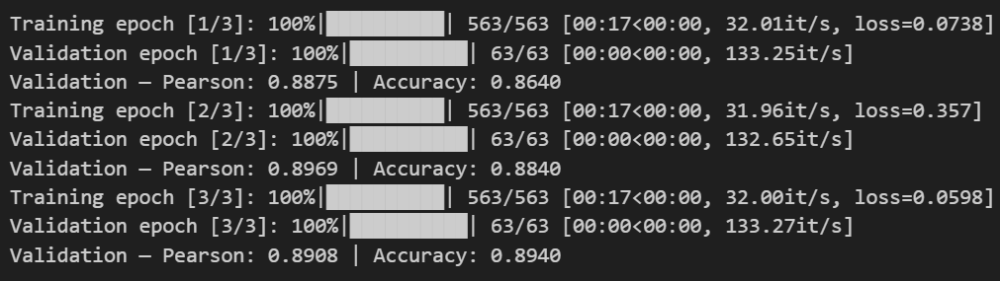 Training epoch [1/3]: 100%|██████████| 563/563 [00:17<00:00, 32.01it/s, loss=0.0738]
Validation epoch [1/3]: 100%|██████████| 63/63 [00:00<00:00, 133.25it/s]
Validation — Pearson: 0.8875 | Accuracy: 0.8640
Training epoch [2/3]: 100%|██████████| 563/563 [00:17<00:00, 31.96it/s, loss=0.357]
Validation epoch [2/3]: 100%|██████████| 63/63 [00:00<00:00, 132.65it/s]
Validation — Pearson: 0.8969 | Accuracy: 0.8840
Training epoch [3/3]: 100%|██████████| 563/563 [00:17<00:00, 32.00it/s, loss=0.0598]
Validation epoch [3/3]: 100%|██████████| 63/63 [00:00<00:00, 133.27it/s]
Validation — Pearson: 0.8908 | Accuracy: 0.8940